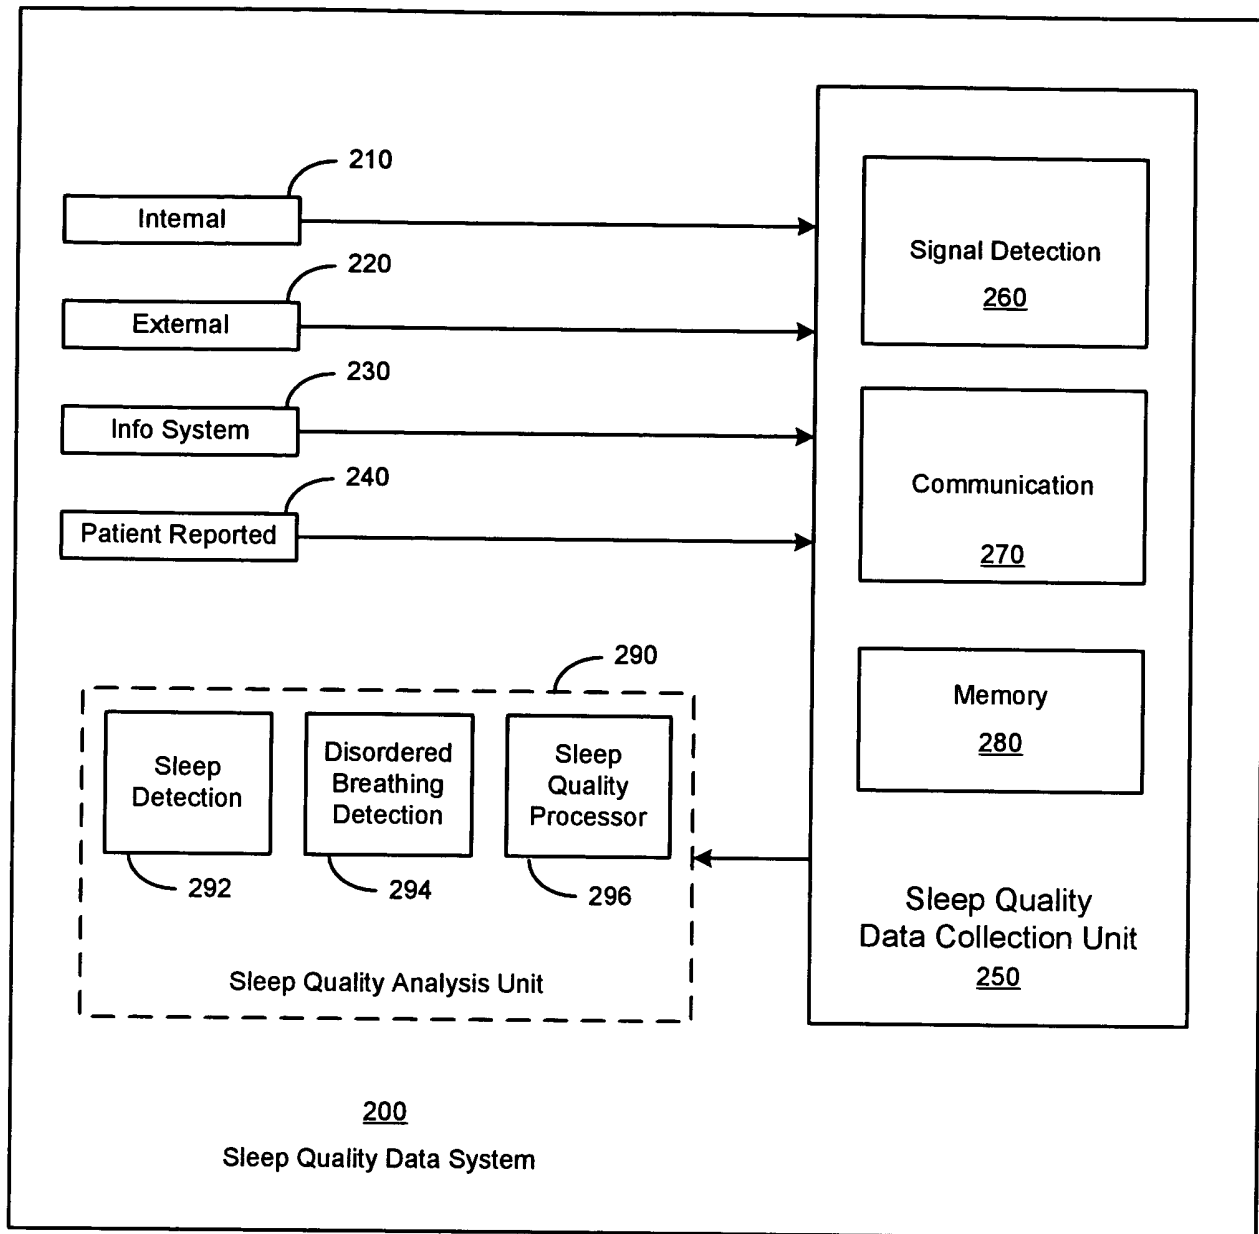 210
Internal
220
External
230
Info System
240
Patient Reported
Signal Detection
260
Communication
270
Memory
280
Sleep Quality
Data Collection Unit
250
290
Sleep
Detection
292
Disordered
Breathing
Detection
294
Sleep
Quality
Processor
296
Sleep Quality Analysis Unit
200
Sleep Quality Data System